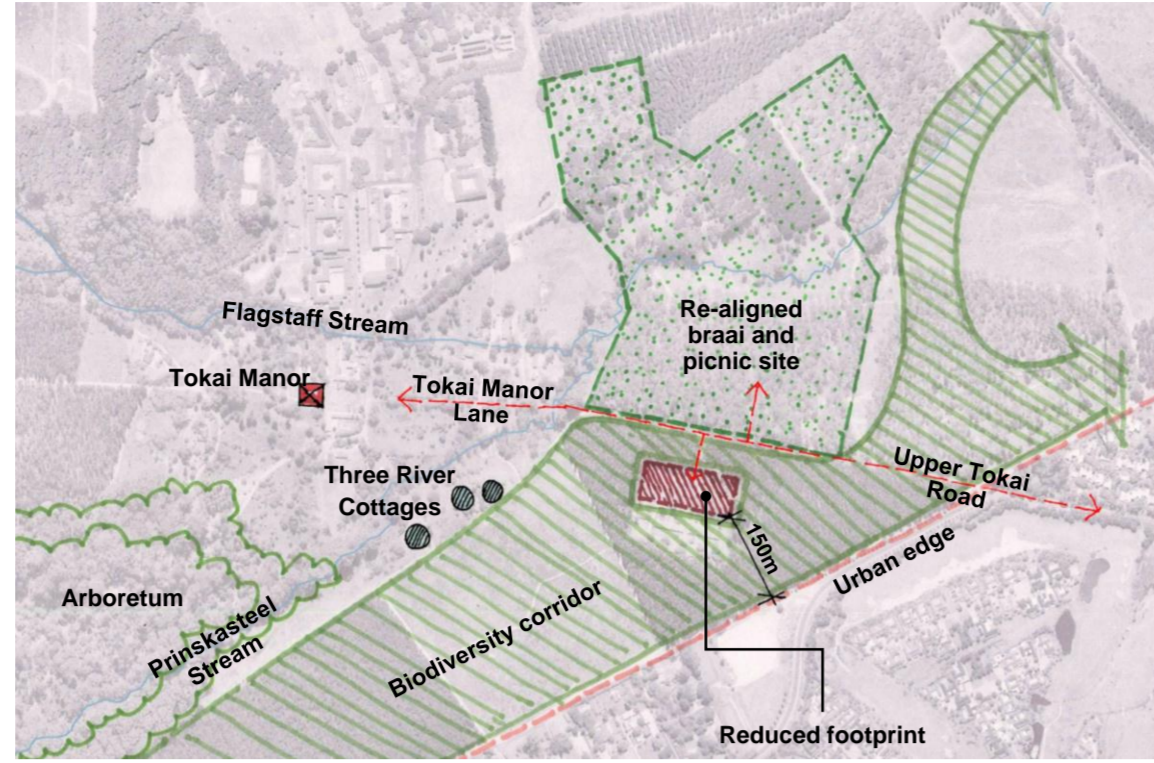 Flagstaff Stream
Re-aligned
braai and
picnic site
Tokai Manor
Tokai Manor
Lane
Three River
Cottages
Upper Tokai
Road
150m
Urban edge
Arboretum
Prinskasteel
Stream
Biodiversity corridor
Reduced footprint